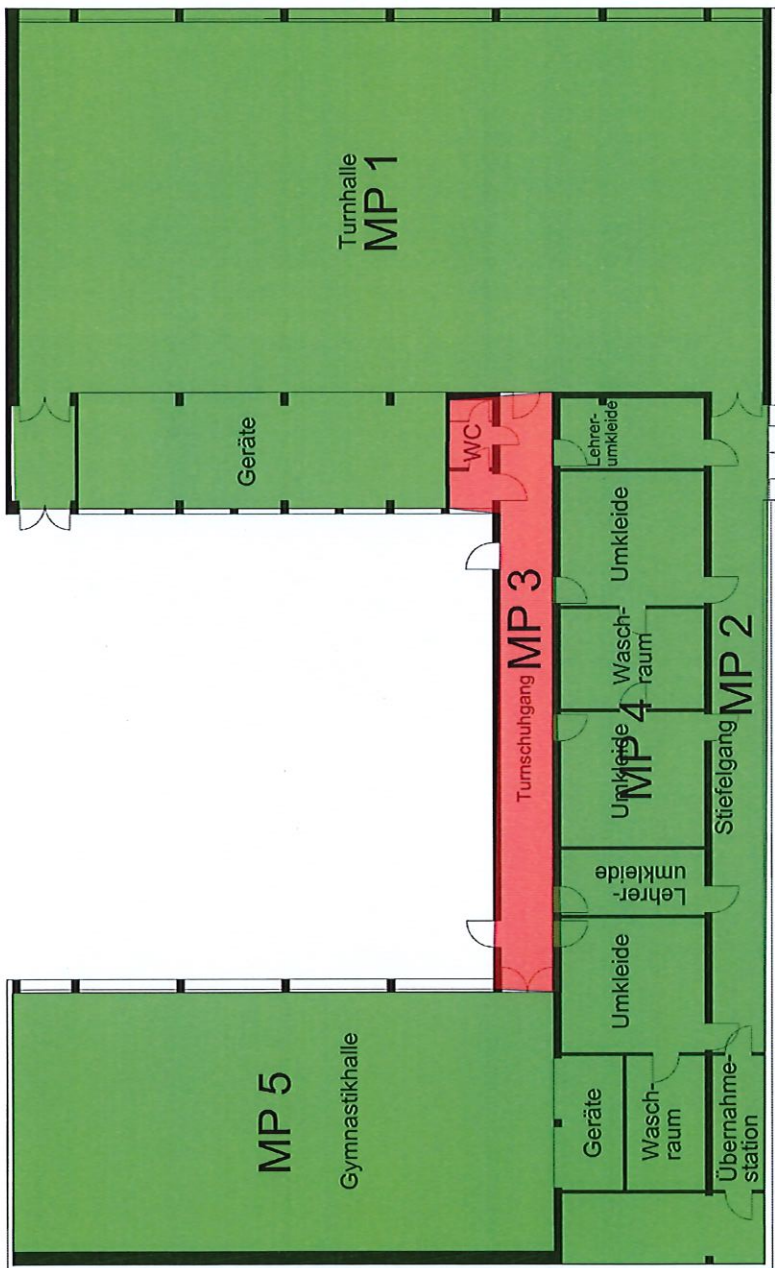 MP 5
Gymnastikhalle
Geräte
Turnhalle
MP 1
WC
Turnschuhgang
MP 3
Geräte
Wasch-
raum
Umkleide
Lehrer-
umkleide
Umkleide
MP 4
Wasch-
raum
Umkleide
Lehrer-
umkleide
Übernahme-
station
Stiefelgang
MP 2